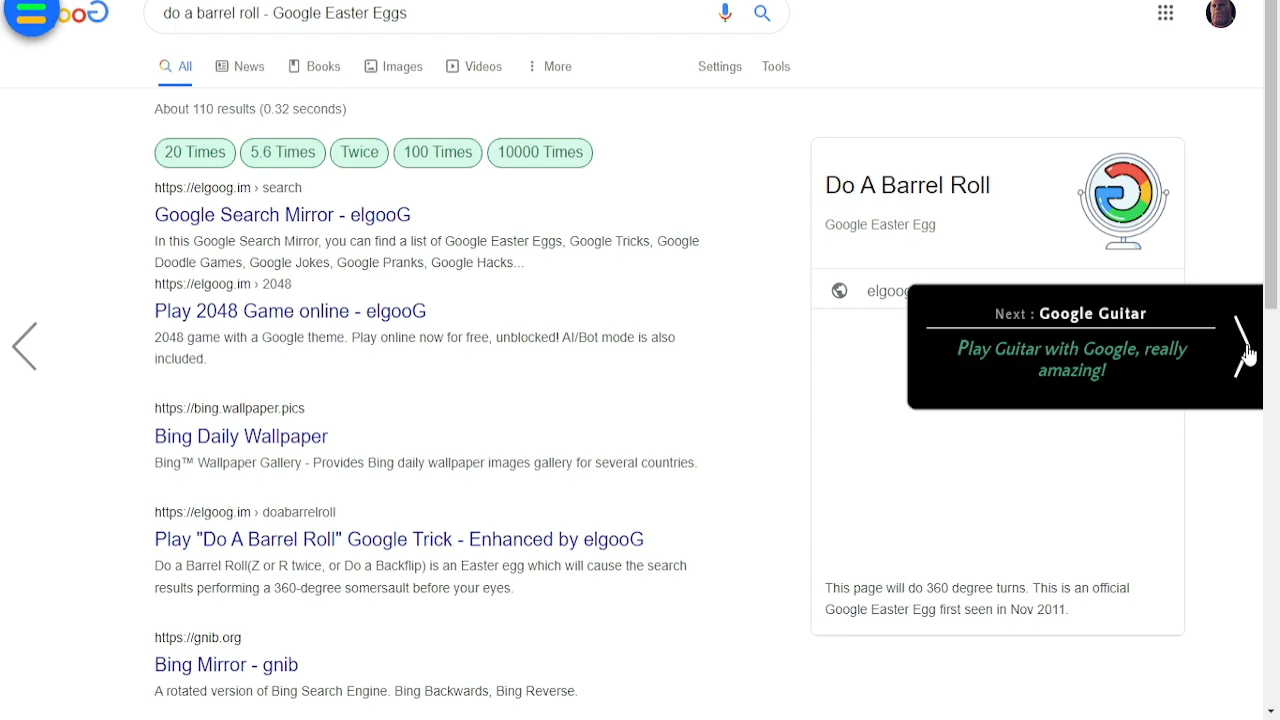 do a barrel roll - Google Easter Eggs
All
News
Books
Images
Videos
More
Settings
Tools
About 110 results (0.32 seconds)
20 Times
5.6 Times
Twice
100 Times
10000 Times
https://elgoog.im › search
Google Search Mirror - elgooG
In this Google Search Mirror, you can find a list of Google Easter Eggs, Google Tricks, Google
Doodle Games, Google Jokes, Google Pranks, Google Hacks...
https://elgoog.im › 2048
Play 2048 Game online - elgooG
2048 game with a Google theme. Play online now for free, unblocked! AI/Bot mode is also
included.
https://bing.wallpaper.pics
Bing Daily Wallpaper
Bing™ Wallpaper Gallery - Provides Bing daily wallpaper images gallery for several countries.
https://elgoog.im › doabarrelroll
Play "Do A Barrel Roll" Google Trick - Enhanced by elgooG
Do a Barrel Roll(Z or R twice, or Do a Backflip) is an Easter egg which will cause the search
results performing a 360-degree somersault before your eyes.
https://gnib.org
Bing Mirror - gnib
A rotated version of Bing Search Engine. Bing Backwards, Bing Reverse.
Do A Barrel Roll
Google Easter Egg
elgoog
Next : Google Guitar
Play Guitar with Google, really
amazing!
This page will do 360 degree turns. This is an official
Google Easter Egg first seen in Nov 2011.